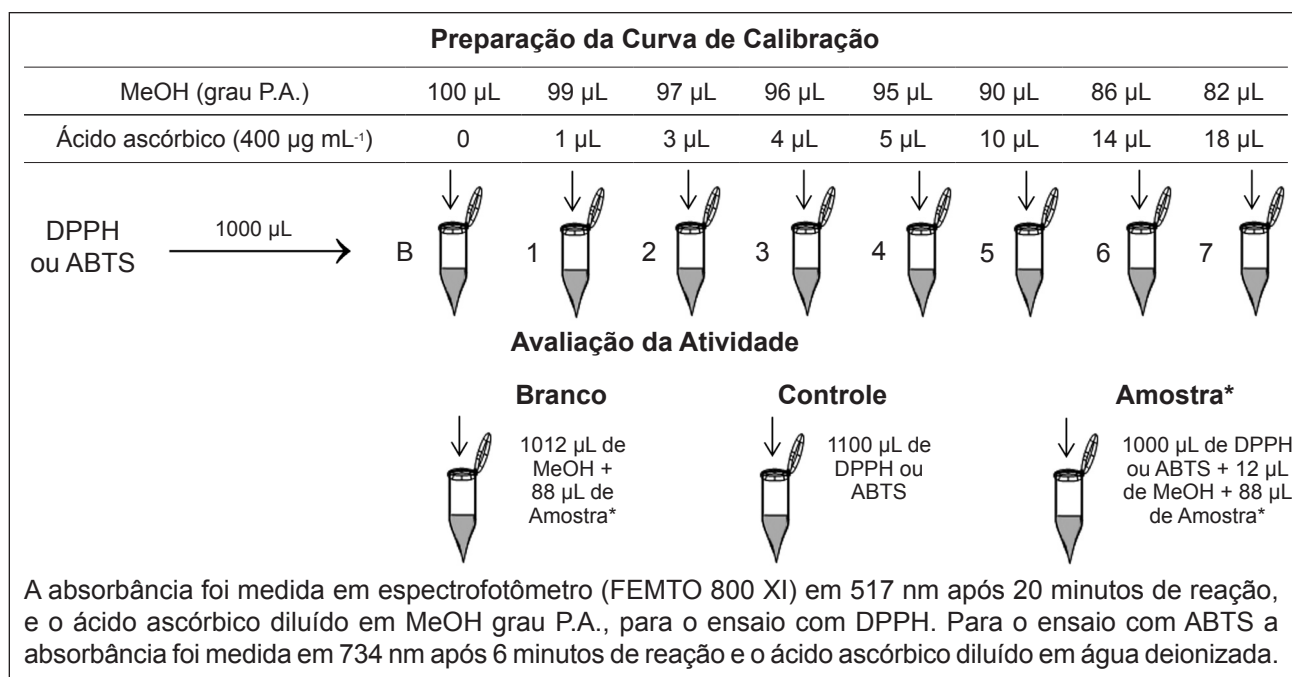 Preparação da Curva de Calibração
MeOH (grau P.A.) 100 µL 99 µL 97 µL 96 µL 95 µL 90 µL 86 µL 82 µL
Ácido ascórbico (400 µg mL⁻¹) 0 1 µL 3 µL 4 µL 5 µL 10 µL 14 µL 18 µL
DPPH
ou ABTS
1000 µL
B 1 2 3 4 5 6 7
Avaliação da Atividade
Branco
1012 µL de
MeOH +
88 µL de
Amostra*
Controle
1100 µL de
DPPH ou
ABTS
Amostra*
1000 µL de DPPH
ou ABTS + 12 µL
de MeOH + 88 µL
de Amostra*
A absorbância foi medida em espectrofotômetro (FEMTO 800 XI) em 517 nm após 20 minutos de reação,
e o ácido ascórbico diluído em MeOH grau P.A., para o ensaio com DPPH. Para o ensaio com ABTS a
absorbância foi medida em 734 nm após 6 minutos de reação e o ácido ascórbico diluído em água deionizada.